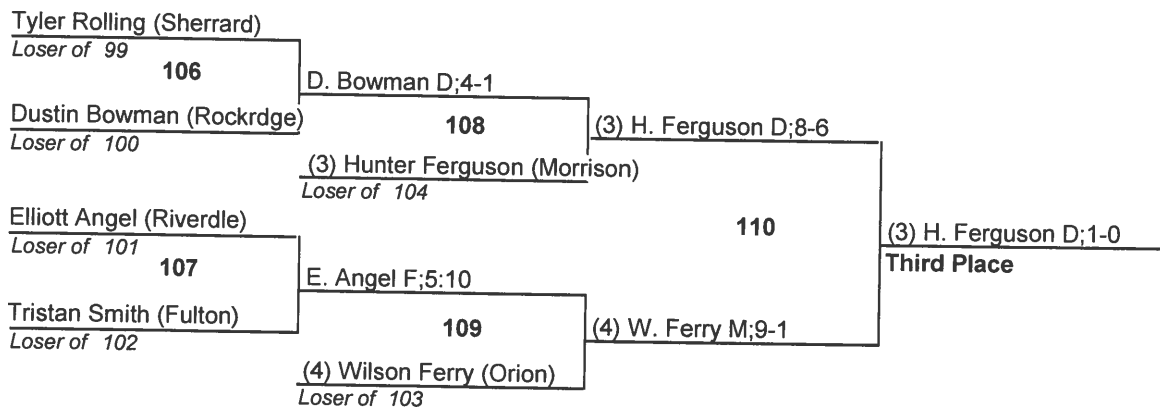 Tyler Rolling (Sherrard)
Loser of 99
106
D. Bowman D;4-1
Dustin Bowman (Rockrdge)
Loser of 100
108
(3) H. Ferguson D;8-6
(3) Hunter Ferguson (Morrison)
Loser of 104
Elliott Angel (Riverdle)
Loser of 101
110
(3) H. Ferguson D;1-0
Third Place
107
E. Angel F;5:10
Tristan Smith (Fulton)
Loser of 102
109
(4) W. Ferry M;9-1
(4) Wilson Ferry (Orion)
Loser of 103